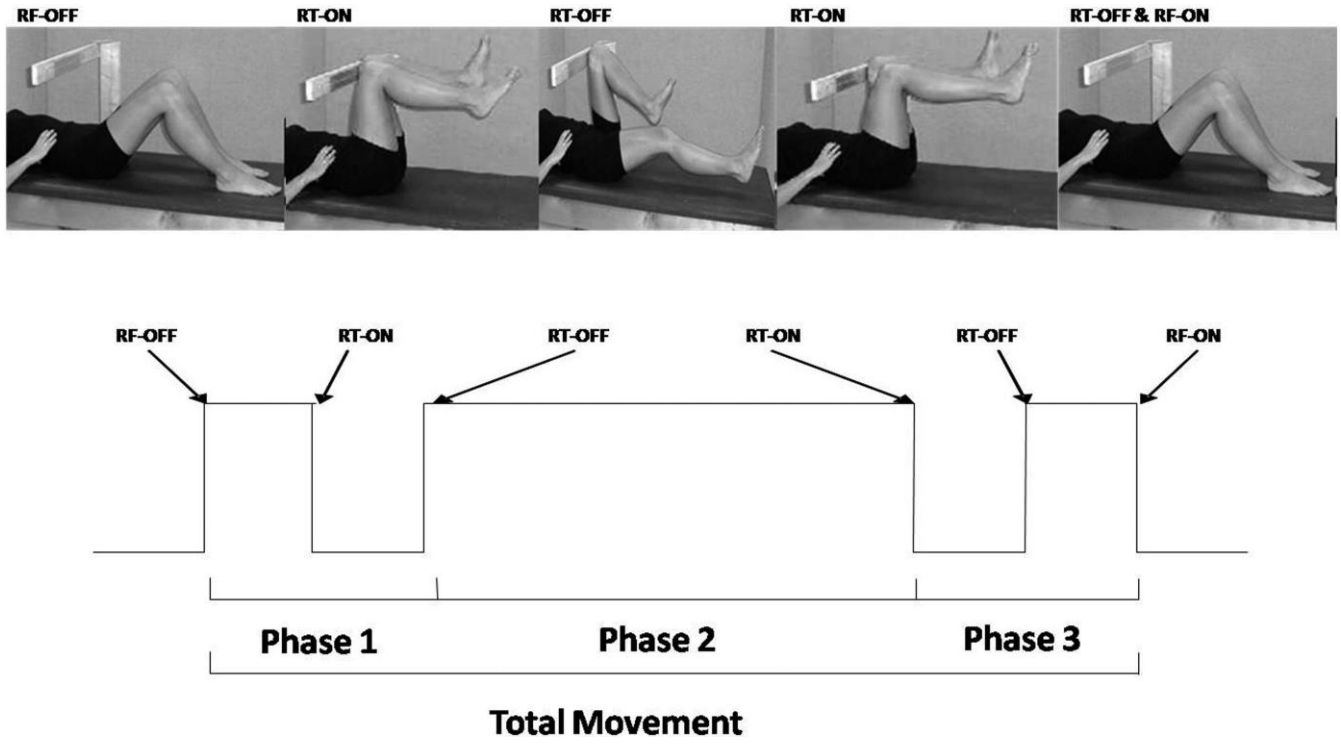 RF-OFF RT-ON RT-OFF RT-ON RT-OFF & RF-ON
RF-OFF RT-ON RT-OFF RT-ON RT-OFF RF-ON
Phase 1 Phase 2 Phase 3
Total Movement